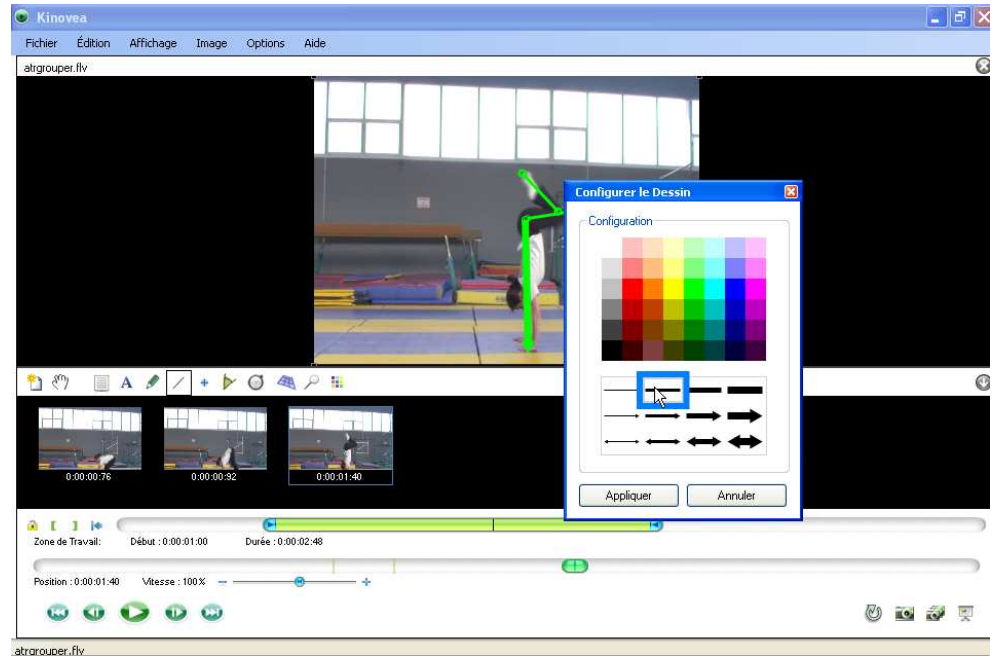 Kinovea
Fichier Édition Affichage Image Options Aide
atrgrouper.flv
Configurer le Dessin
Configuration
Appliquer Annuler
A
0:00:00:76 0:00:00:92 0:00:01:40
Zone de Travail: Début : 0:00:01:00 Durée : 0:00:02:48
Position : 0:00:01:40 Vitesse : 100%
atrgrouper.flv